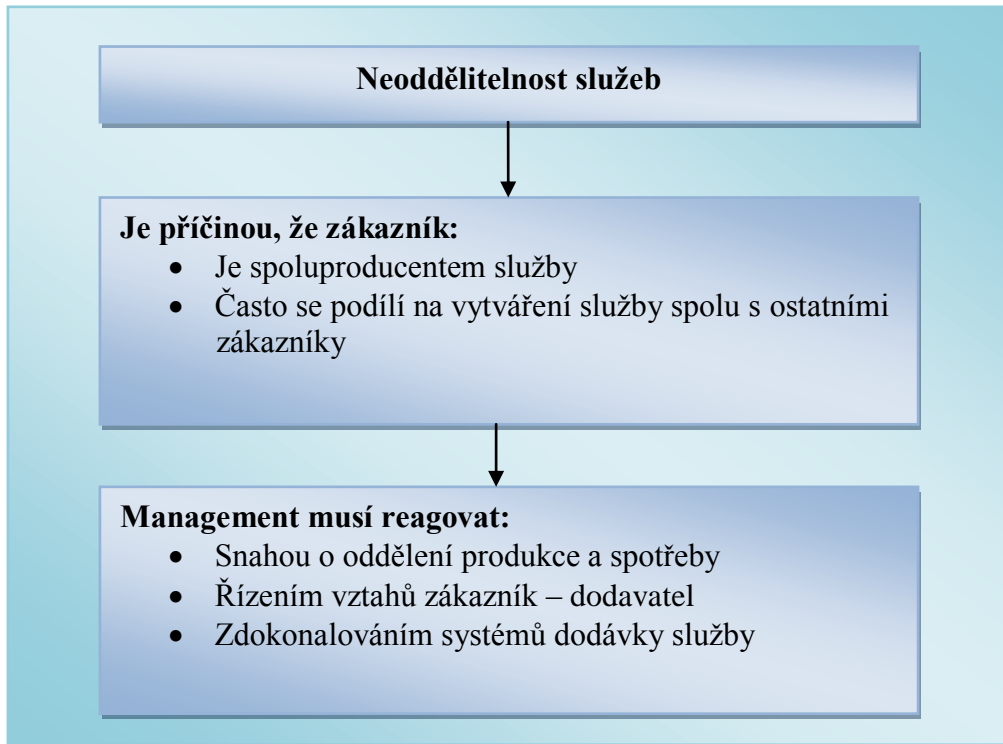 Neoddělitelnost služeb
Je příčinou, že zákazník:
• Je spoluproducentem služby
• Často se podílí na vytváření služby spolu s ostatními
zákazníky
Management musí reagovat:
• Snahou o oddělení produkce a spotřeby
• Řízením vztahů zákazník – dodavatel
• Zdokonalováním systémů dodávky služby